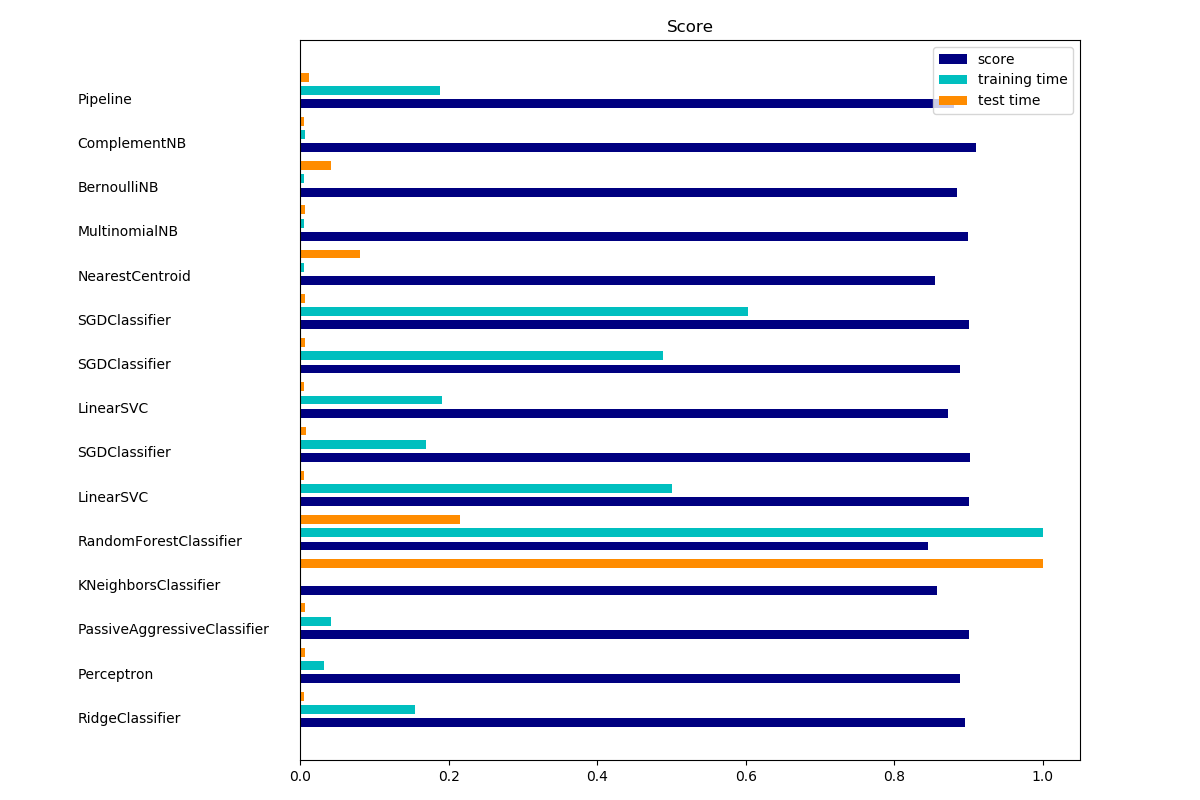 Score
score
training time
test time
Pipeline
ComplementNB
BernoulliNB
MultinomialNB
NearestCentroid
SGDClassifier
SGDClassifier
LinearSVC
SGDClassifier
LinearSVC
RandomForestClassifier
KNeighborsClassifier
PassiveAggressiveClassifier
Perceptron
RidgeClassifier
0.0 0.2 0.4 0.6 0.8 1.0